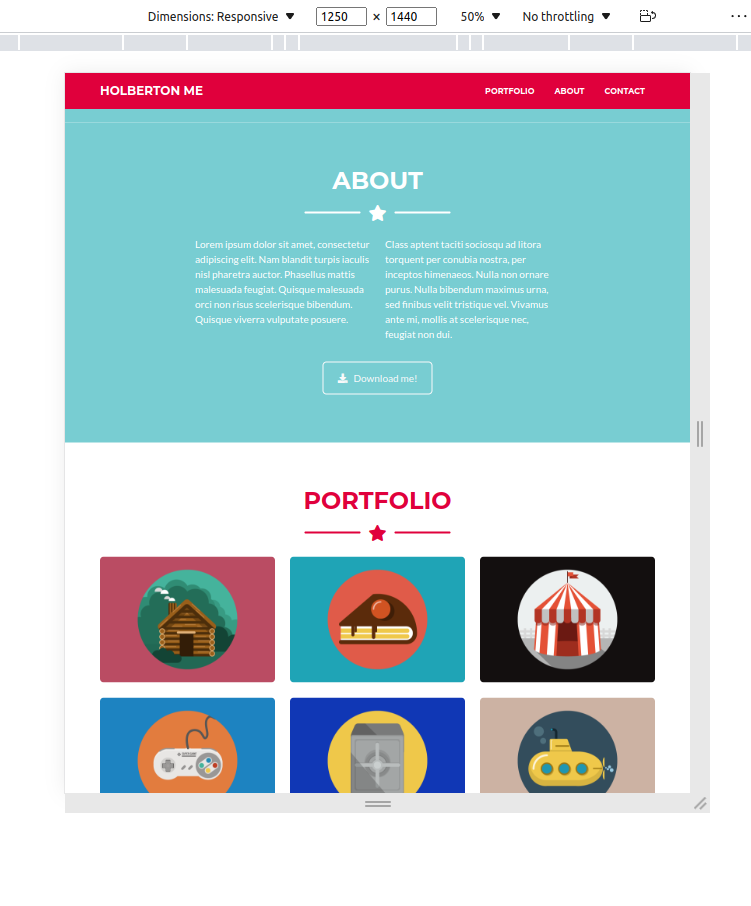 Dimensions: Responsive 1250 × 1440 50% No throttling
HOLBERTON ME PORTFOLIO ABOUT CONTACT
ABOUT
Lorem ipsum dolor sit amet, consectetur
adipiscing elit. Nam blandit turpis iaculis
nisl pharetra auctor. Phasellus mattis
malesuada feugiat. Quisque malesuada
orci non risus scelerisque bibendum.
Quisque viverra vulputate posuere.
Class aptent taciti sociosqu ad litora
torquent per conubia nostra, per
inceptos himenaeos. Nulla non ornare
purus. Nulla bibendum maximus urna,
sed finibus velit tristique vel. Vivamus
ante mi, mollis at scelerisque nec,
feugiat non dui.
Download me!
PORTFOLIO